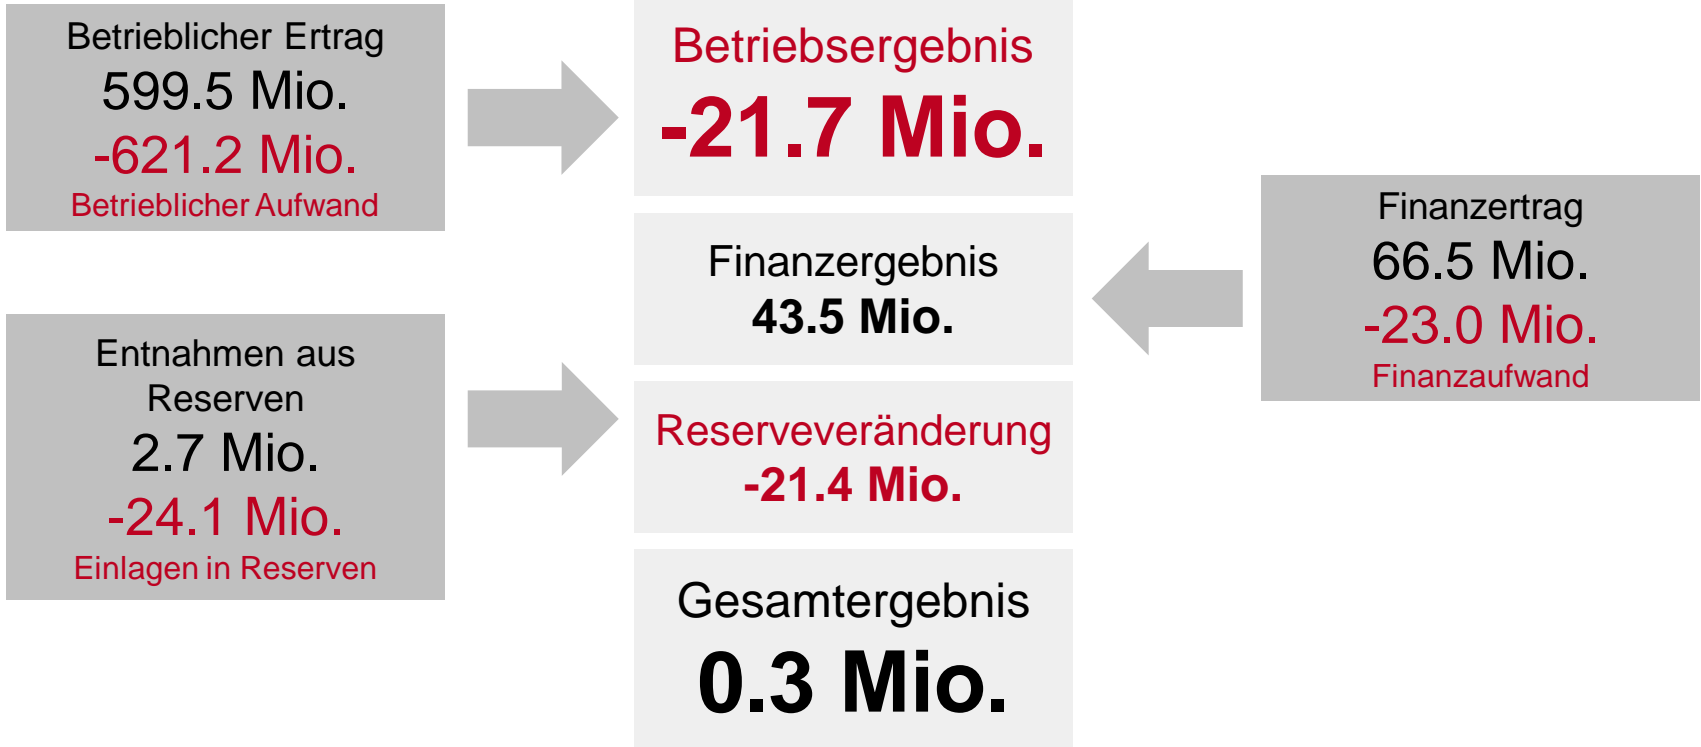 Betrieblicher Ertrag
599.5 Mio.
-621.2 Mio.
Betrieblicher Aufwand
Betriebsergebnis
-21.7 Mio.
Finanzertrag
66.5 Mio.
-23.0 Mio.
Finanzaufwand
Finanzergebnis
43.5 Mio.
Entnahmen aus
Reserven
2.7 Mio.
-24.1 Mio.
Einlagen in Reserven
Reserveveränderung
-21.4 Mio.
Gesamtergebnis
0.3 Mio.